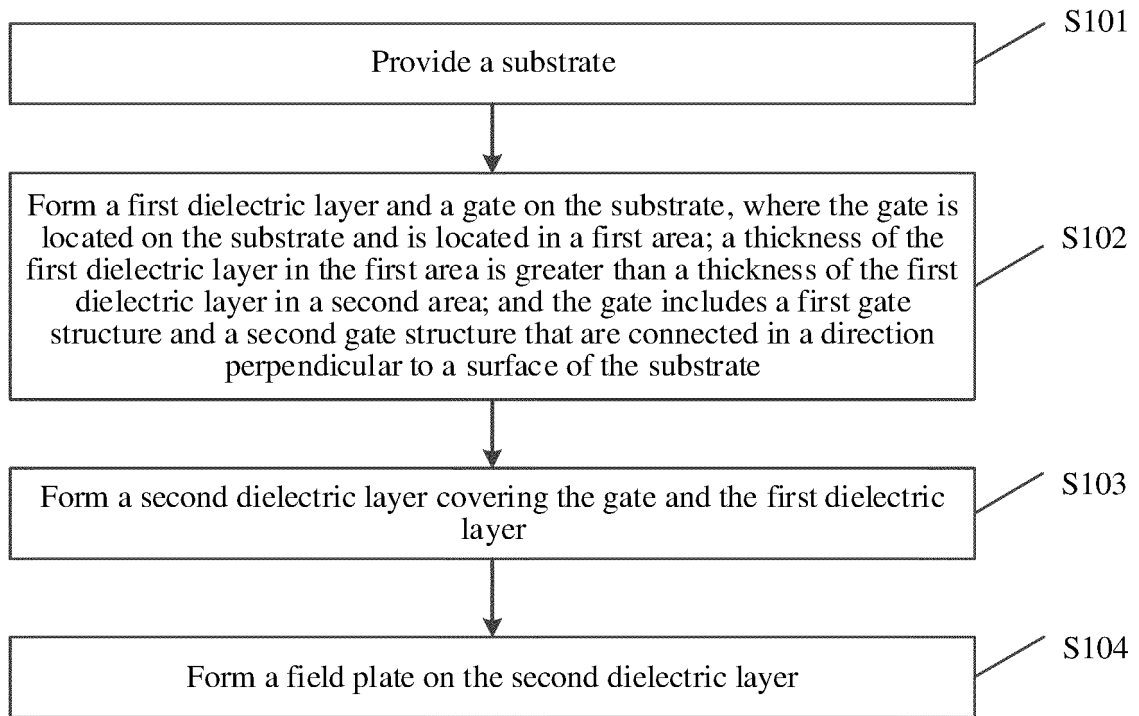 S101
Provide a substrate
S102
Form a first dielectric layer and a gate on the substrate, where the gate is
located on the substrate and is located in a first area; a thickness of the
first dielectric layer in the first area is greater than a thickness of the first
dielectric layer in a second area; and the gate includes a first gate
structure and a second gate structure that are connected in a direction
perpendicular to a surface of the substrate
S103
Form a second dielectric layer covering the gate and the first dielectric
layer
S104
Form a field plate on the second dielectric layer